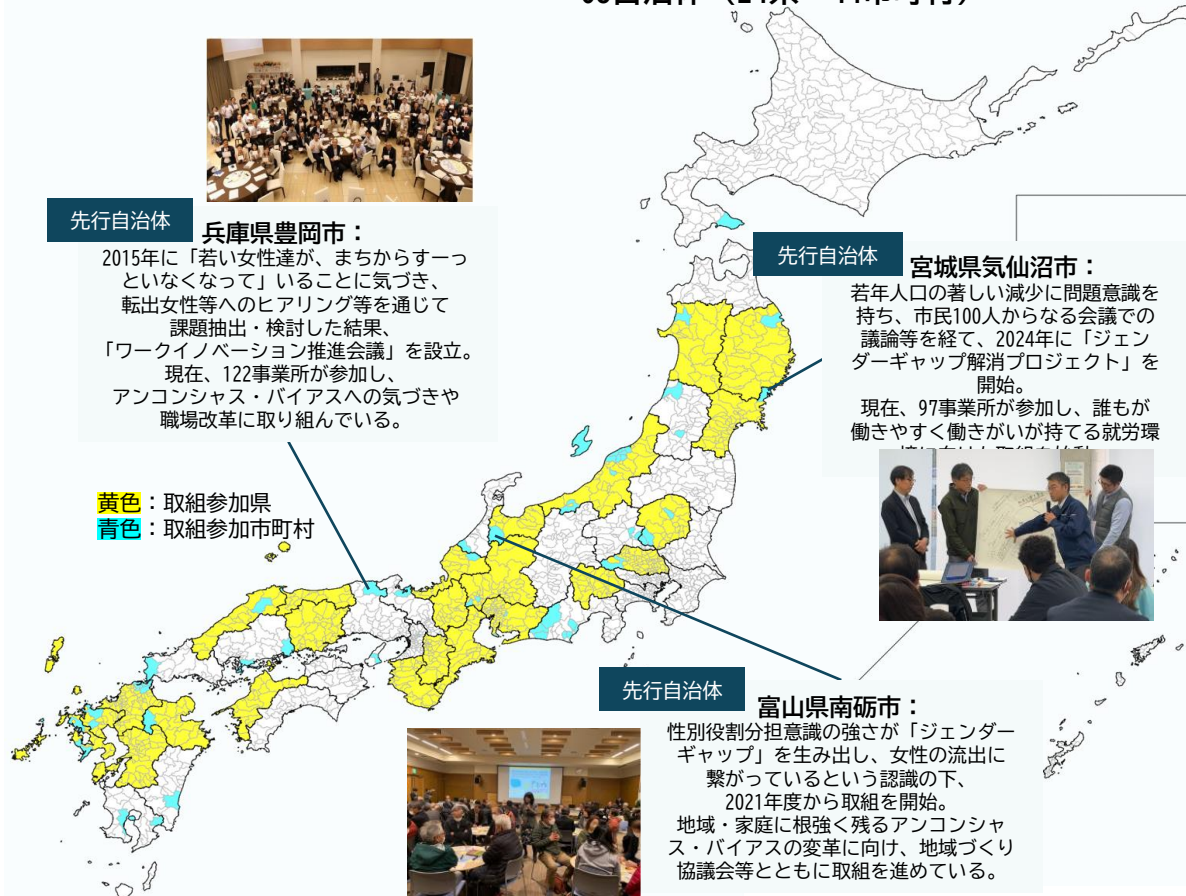 先行自治体
兵庫県豊岡市：
2015年に「若い女性達が、まちからすーっ
といなくなって」いることに気づき、
転出女性等へのヒアリング等を通じて
課題抽出・検討した結果、
「ワークイノベーション推進会議」を設立。
現在、122事業所が参加し、
アンコンシャス・バイアスへの気づきや
職場改革に取り組んでいる。
先行自治体
宮城県気仙沼市：
若年人口の著しい減少に問題意識を
持ち、市民100人からなる会議での
議論等を経て、2024年に「ジェン
ダーギャップ解消プロジェクト」を
開始。
現在、97事業所が参加し、誰もが
働きやすく働きがいが持てる就労環
黄色：取組参加県
青色：取組参加市町村
先行自治体
富山県南砺市：
性別役割分担意識の強さが「ジェンダー
ギャップ」を生み出し、女性の流出に
繋がっているという認識の下、
2021年度から取組を開始。
地域・家庭に根強く残るアンコンシャ
ス・バイアスの変革に向け、地域づくり
協議会等とともに取組を進めている。